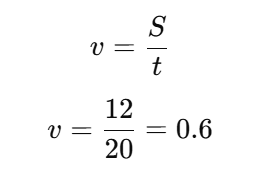 v = S/t
v = 12/20 = 0.6